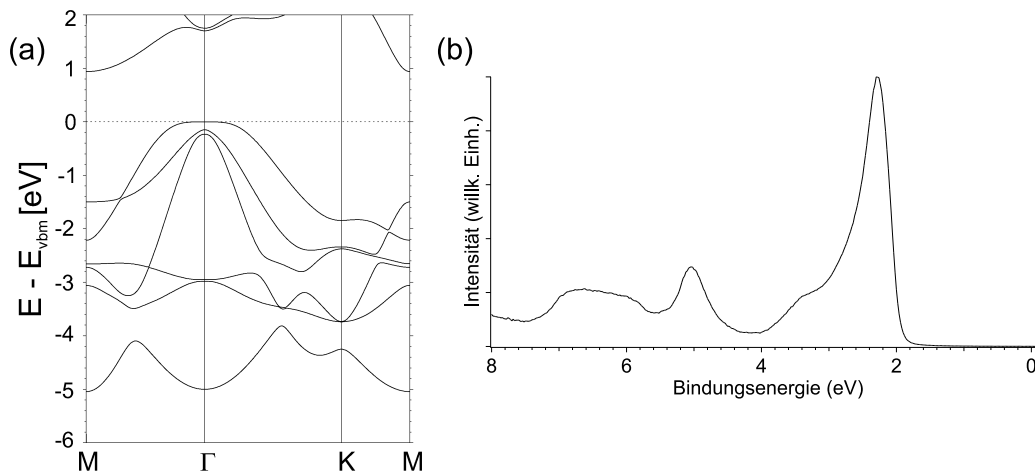 (a)
E - Evbm [eV]
2
1
0
-1
-2
-3
-4
-5
-6
M Γ K M
(b)
Intensität (willk. Einh.)
8 6 4 2 0
Bindungsenergie (eV)